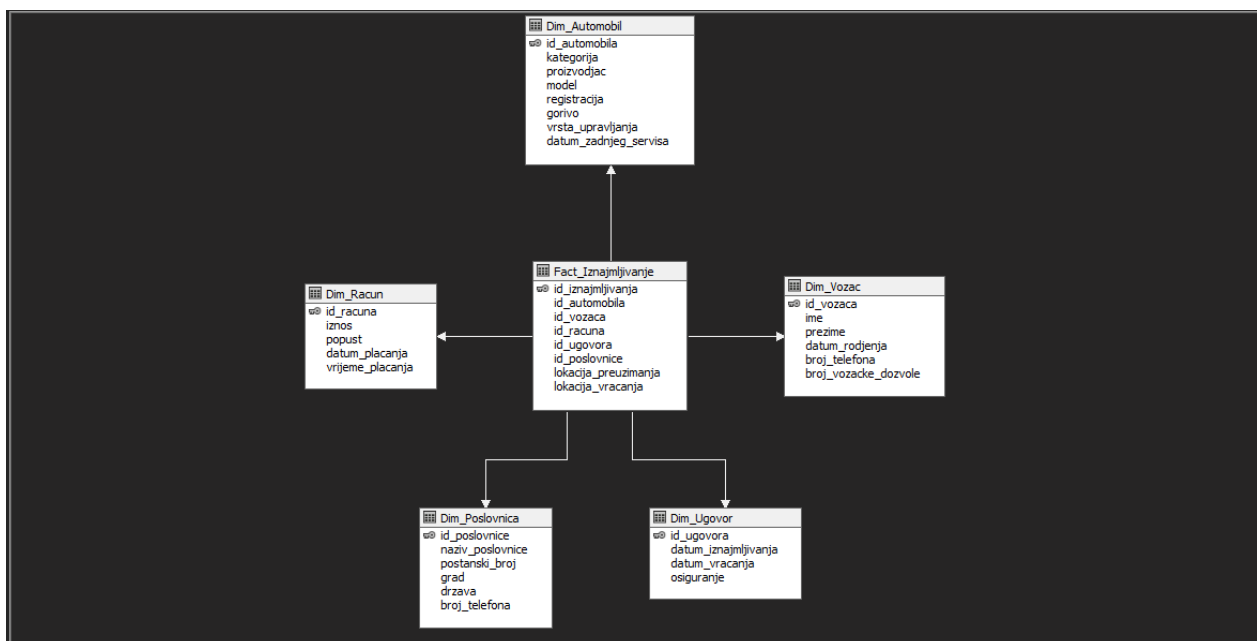 Dim_Automobil
id_automobila
kategorija
proizvodjac
model
registracija
gorivo
vrsta_upravljanja
datum_zadnjeg_servisa
Dim_Racun
id_racuna
iznos
popust
datum_placanja
vrijeme_placanja
Fact_Iznajmljivanje
id_iznajmljivanja
id_automobila
id_vozaca
id_racuna
id_ugovora
id_poslovnice
lokacija_preuzimanja
lokacija_vracanja
Dim_Vozac
id_vozaca
ime
prezime
datum_rodjenja
broj_telefona
broj_vozacke_dozvole
Dim_Poslovnica
id_poslovnice
naziv_poslovnice
postanski_broj
grad
drzava
broj_telefona
Dim_Ugovor
id_ugovora
datum_iznajmljivanja
datum_vracanja
osiguranje